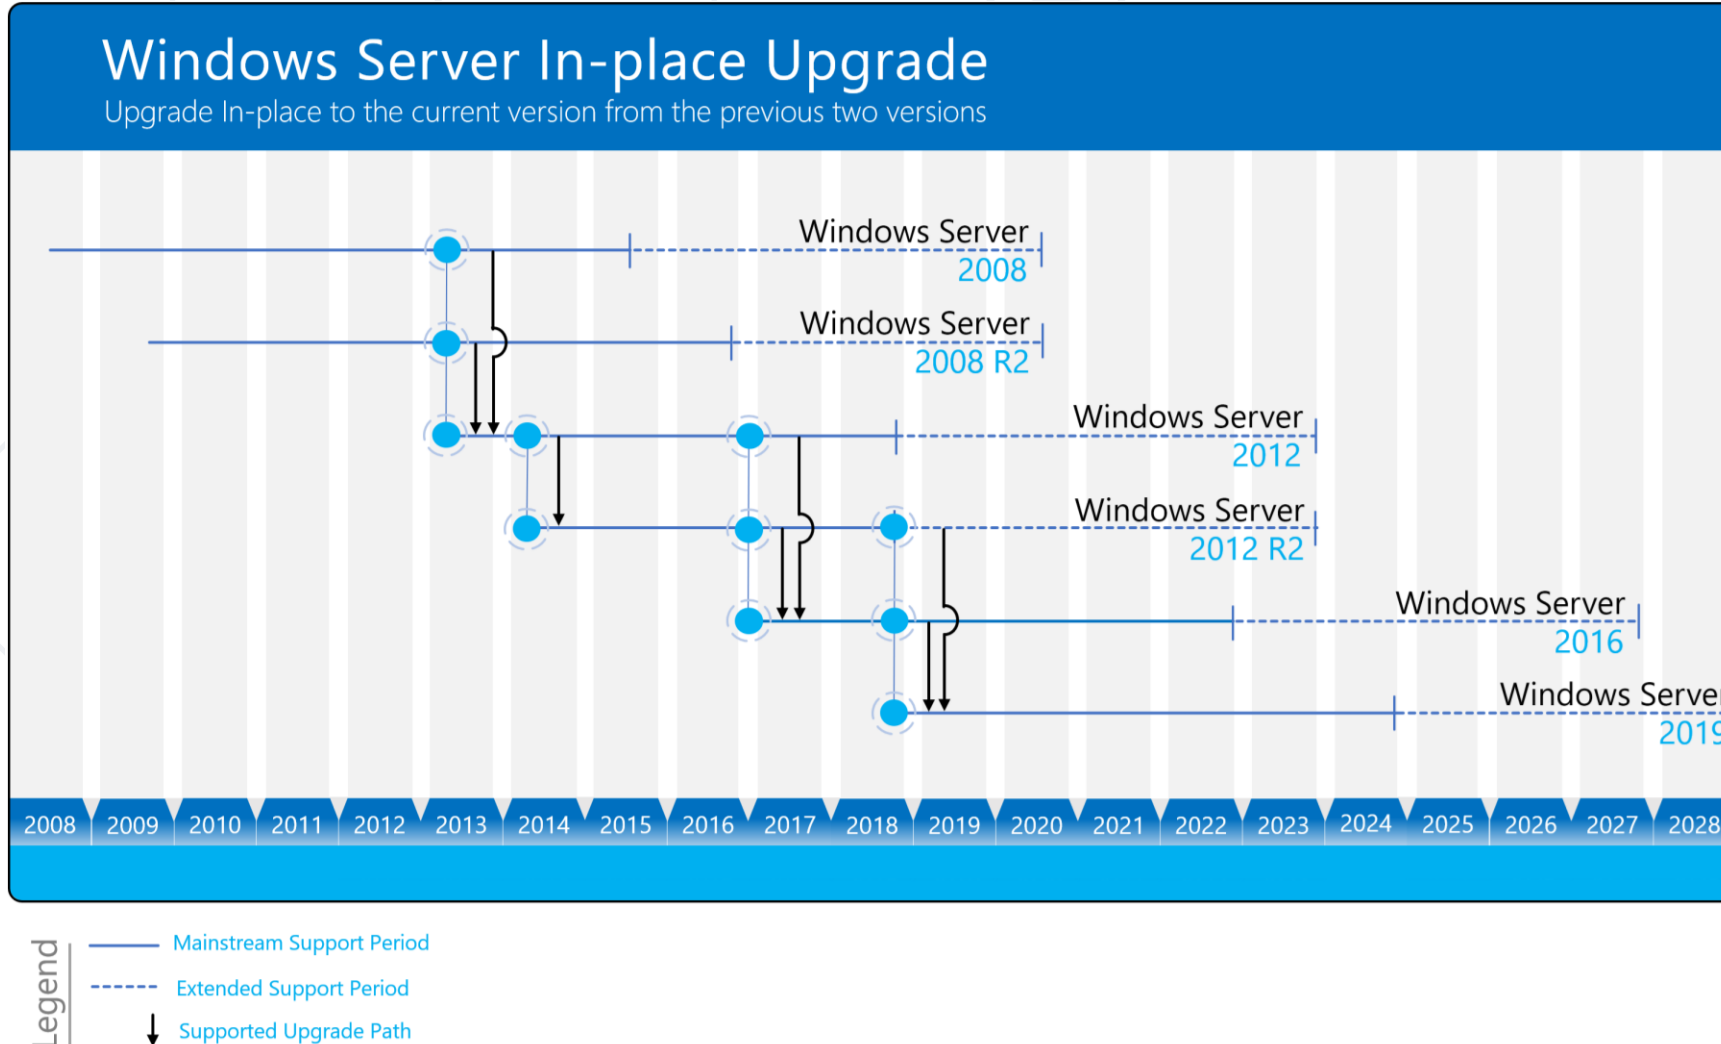 Windows Server In-place Upgrade
Upgrade In-place to the current version from the previous two versions
Windows Server
2008
Windows Server
2008 R2
Windows Server
2012
Windows Server
2012 R2
Windows Server
2016
Windows Server
2019
2008 2009 2010 2011 2012 2013 2014 2015 2016 2017 2018 2019 2020 2021 2022 2023 2024 2025 2026 2027 2028
Legend
Mainstream Support Period
Extended Support Period
Supported Upgrade Path